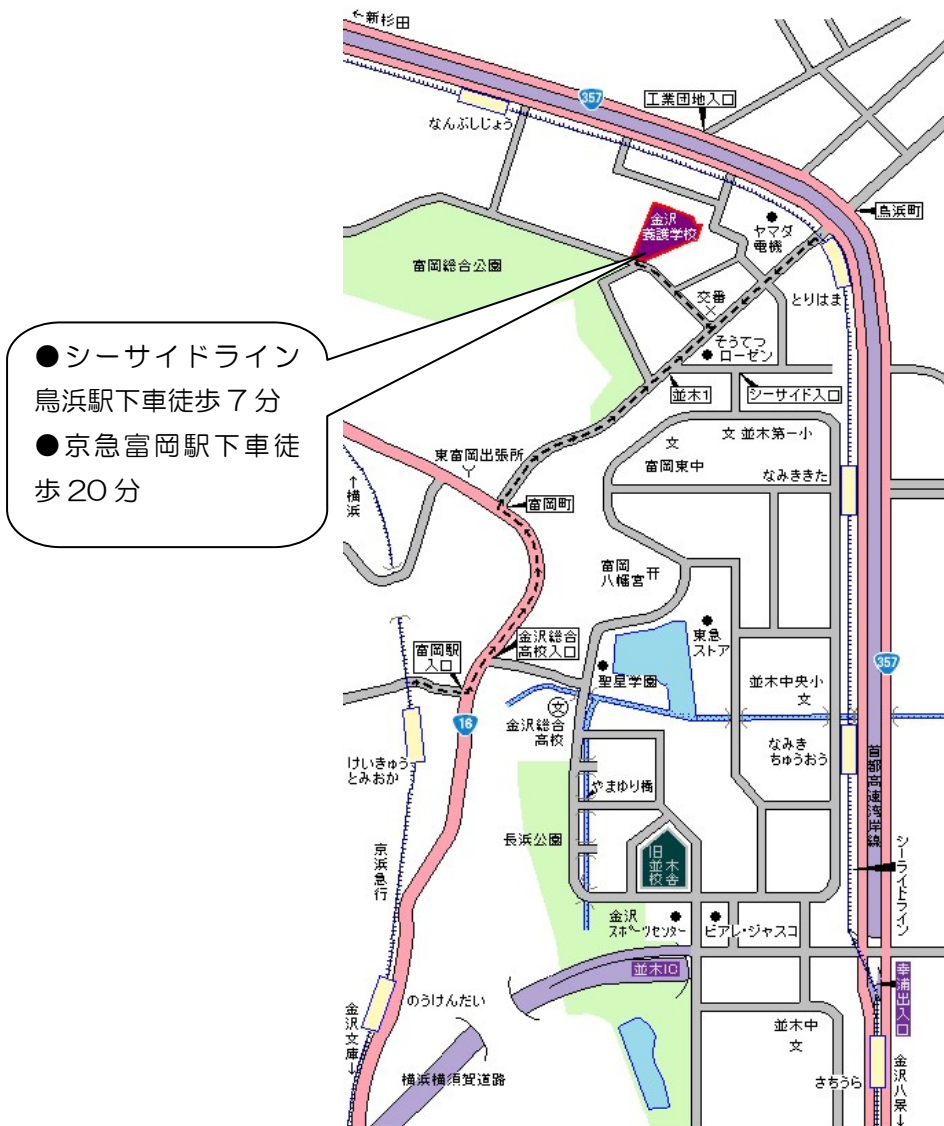 ←新杉田
357
工業団地入口
なんぶしじょう
鳥浜町
金沢
養護学校
ヤマダ
電機
富岡総合公園
交番
とりはま
そうてつ
ローゼン
●シーサイドライン
鳥浜駅下車徒歩7分
●京急富岡駅下車徒
歩20分
並木1
シーサイド入口
文
文 並木第一小
富岡東中
なみききた
東富岡出張所
↑横浜
富岡町
富岡
八幡宮
東急
ストア
金沢総合
高校入口
富岡駅
入口
聖星学園
並木中央小
文
357
文
金沢総合
高校
16
なみき
ちゅうおう
けいきゅう
とみおか
やまゆり橋
首都高速湾岸線
長浜公園
旧並木
校舎
シーサイドライン
京浜急行
金沢
スポーツセンター
ビアレ・ジャスコ
並木IC
幸浦出入口
のうけんだい
金沢文庫↓
並木中
文
横浜横須賀道路
さちうら
金沢八景↓